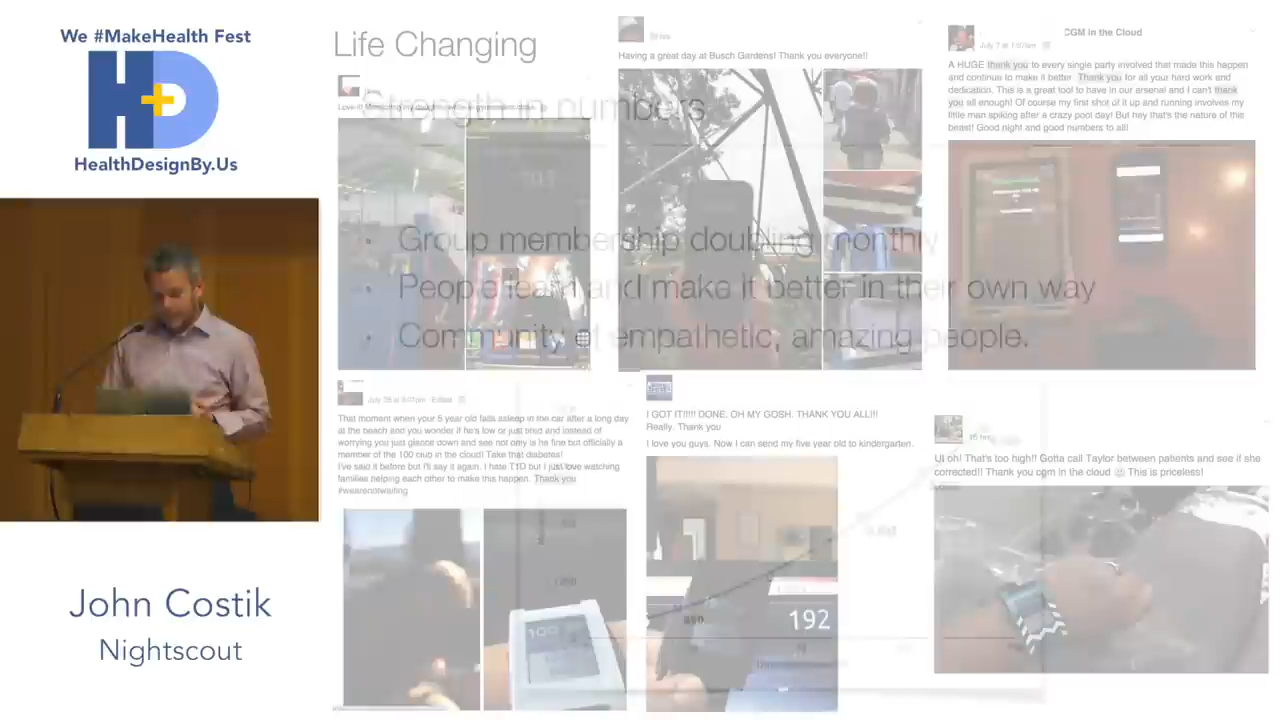 We #MakeHealth Fest
HD
HealthDesignBy.Us
John Costik
Nightscout
Life Changing
Strength in numbers
Group membership doubling monthly
People learn and make it better in their own way
Community of empathetic, amazing people.
Having a great day at Busch Gardens! Thank you everyone!!
CGM in the Cloud
July 7 at 1:07am
A HUGE thank you to every single party involved that made this happen
and continue to make it better. Thank you for all your hard work and
dedication. This is a great tool to have in our arsenal and I can't thank
you all enough! Of course my first shot of it up and running involves my
little man spiking after a crazy pool day! But hey that's the nature of the
beast! Good night and good numbers to all!
That moment when your 5 year old falls asleep in the car after a long day
at the beach and you wonder if he's low or just tired and instead of
worrying you just glance down and see not only is he fine but officially a
member of the 100 club in the cloud! Take that diabetes!
I've said it before but I'll say it again. I hate T1D but I just love watching
families helping each other to make this happen. Thank you
#wearenotwaiting
100
I GOT IT!!!!! DONE. OH MY GOSH. THANK YOU ALL!!!
Really. Thank you
I love you guys. Now I can send my five year old to kindergarten.
192
15 hrs
Uh oh! That's too high!! Gotta call Taylor between patients and see if she
corrected!! Thank you cgm in the cloud This is priceless!